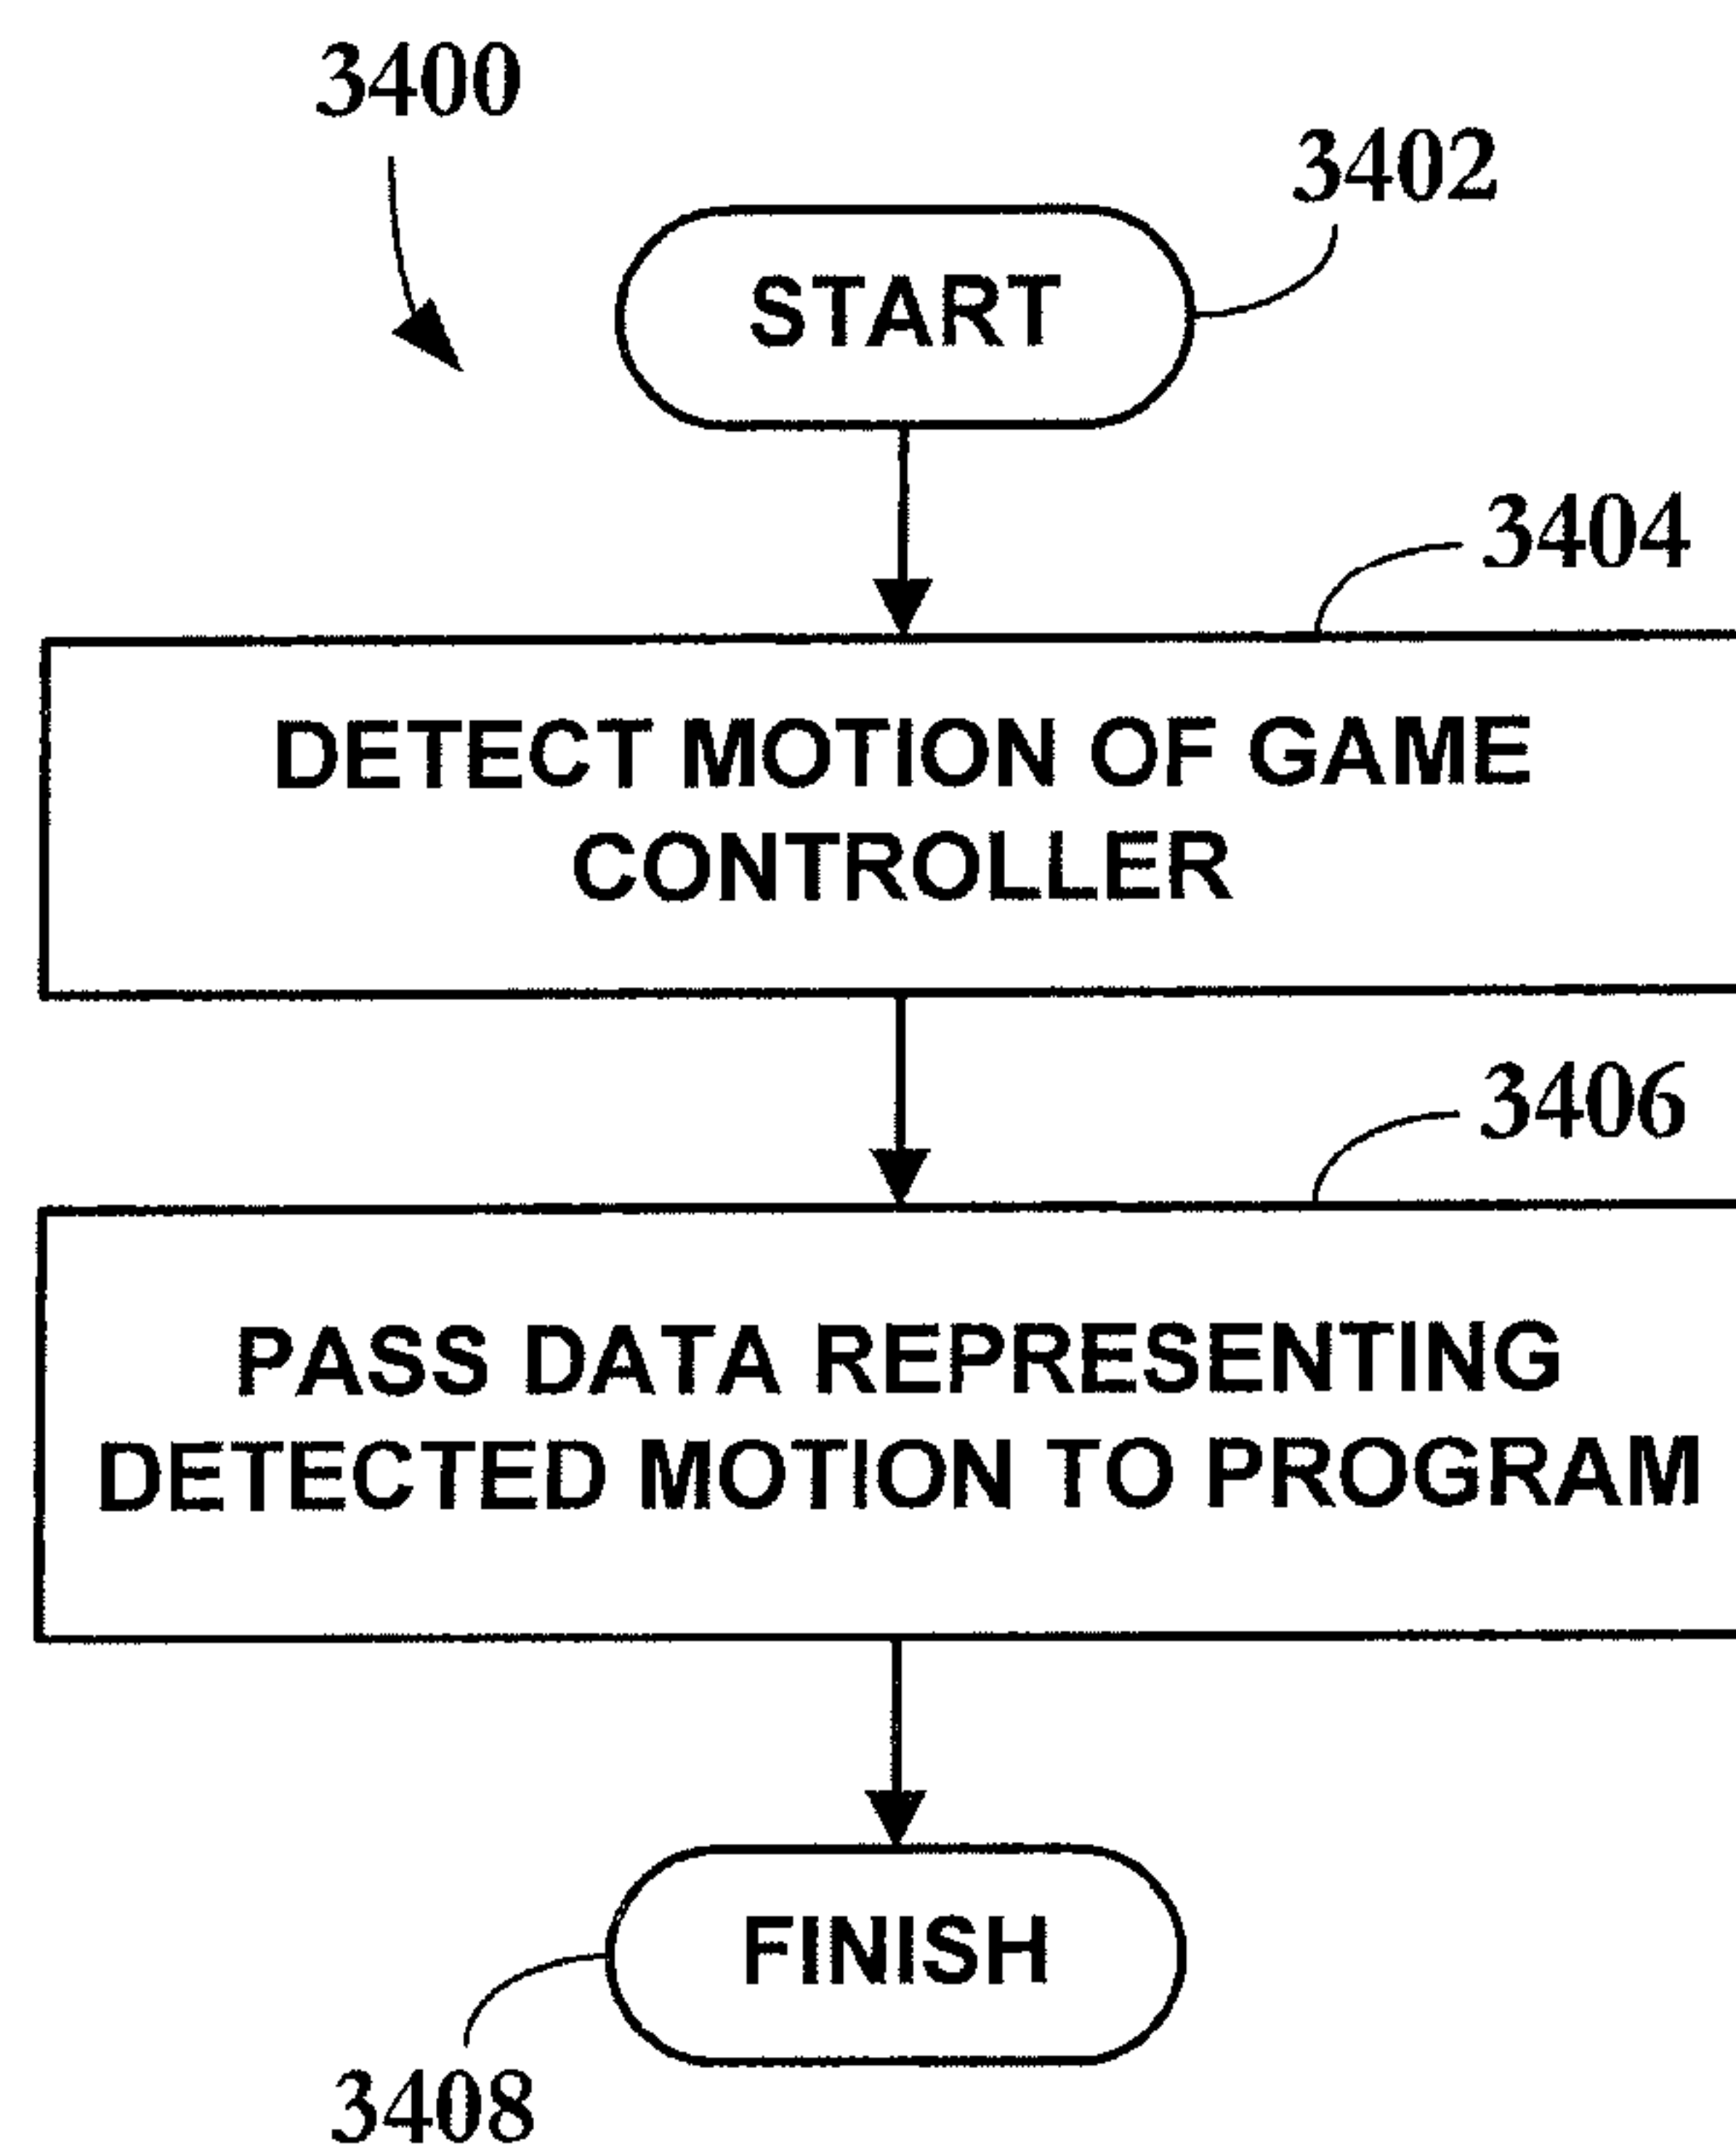 3400
3402
START
3404
DETECT MOTION OF GAME
CONTROLLER
3406
PASS DATA REPRESENTING
DETECTED MOTION TO PROGRAM
FINISH
3408